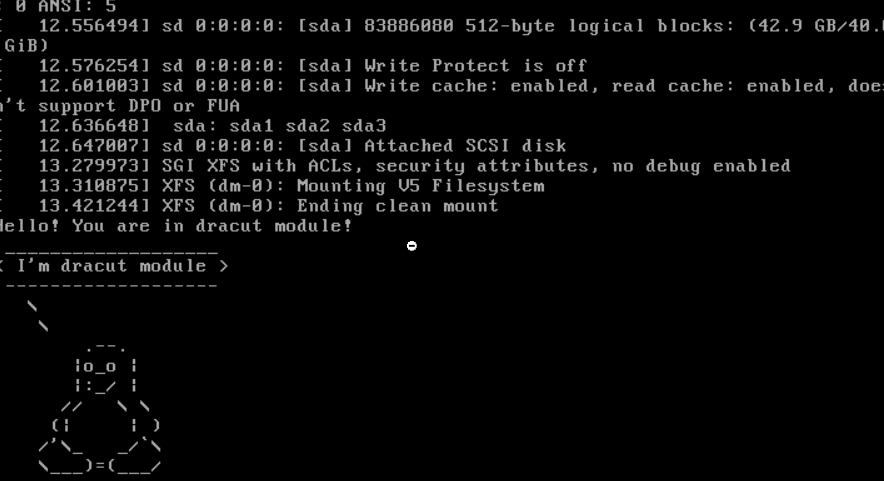 : 0 ANSI: 5
[   12.556494] sd 0:0:0:0: [sda] 83886080 512-byte logical blocks: (42.9 GB/40.0
GiB)
[   12.576254] sd 0:0:0:0: [sda] Write Protect is off
[   12.601003] sd 0:0:0:0: [sda] Write cache: enabled, read cache: enabled, does
n't support DPO or FUA
[   12.636648]  sda: sda1 sda2 sda3
[   12.647007] sd 0:0:0:0: [sda] Attached SCSI disk
[   13.279973] SGI XFS with ACLs, security attributes, no debug enabled
[   13.310875] XFS (dm-0): Mounting V5 Filesystem
[   13.421244] XFS (dm-0): Ending clean mount
Hello! You are in dracut module!
 ___________________
< I'm dracut module >
 -------------------
   \
    \
        .--.
       |o_o |
       |:_/ |
      //   \ \
     (|     | )
    /'\_   _/`\
    \___)=(___/